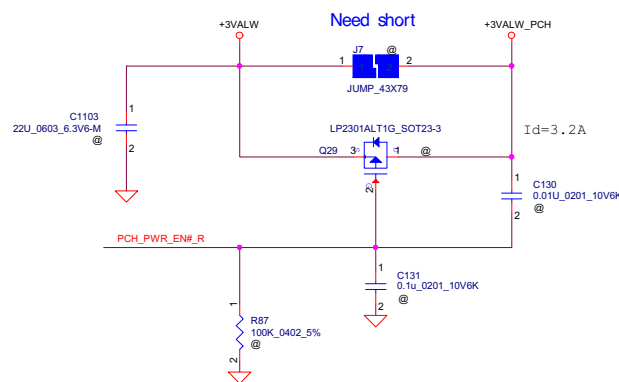 Need short
+3VALW
+3VALW_PCH
J7
@
1
2
JUMP_43X79
1
C1103
22U_0603_6.3V6-M
@
2
LP2301ALT1G_SOT23-3
Id=3.2A
Q29
3
1
@
2
1
C130
0.01U_0201_10V6K
2
@
PCH_PWR_EN#_R
1
C131
0.1u_0201_10V6K
2
@
1
R87
100K_0402_5%
2
@